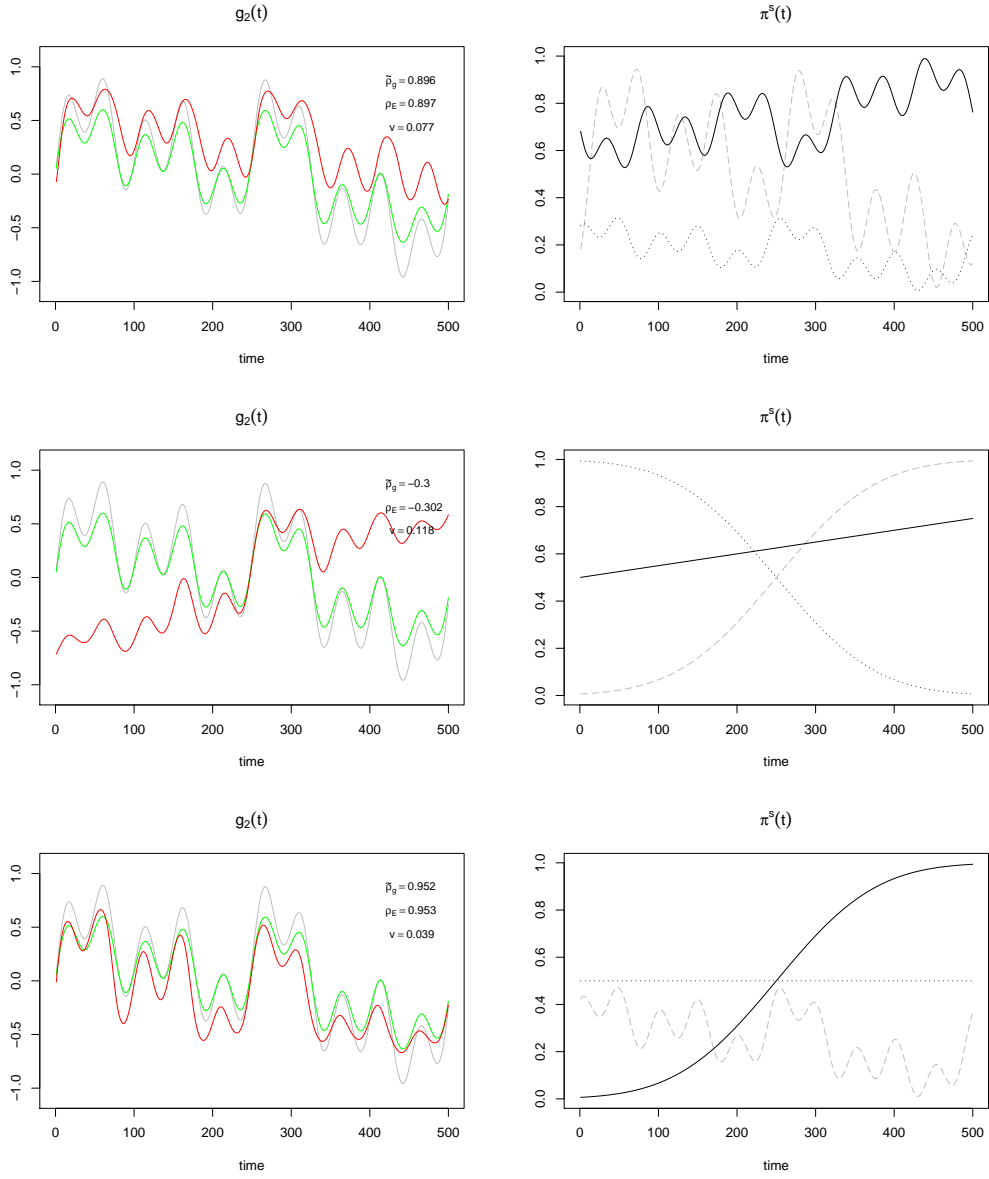 g₂(t)
1.0
0.5
0.0
−0.5
−1.0
ρ̃g = 0.896
ρE = 0.897
v = 0.077
0 100 200 300 400 500
time
πˢ(t)
1.0
0.8
0.6
0.4
0.2
0.0
0 100 200 300 400 500
time
g₂(t)
1.0
0.5
0.0
−0.5
−1.0
ρ̃g = −0.3
ρE = −0.302
v = 0.118
0 100 200 300 400 500
time
πˢ(t)
1.0
0.8
0.6
0.4
0.2
0.0
0 100 200 300 400 500
time
g₂(t)
1.0
0.5
0.0
−0.5
−1.0
ρ̃g = 0.952
ρE = 0.953
v = 0.039
0 100 200 300 400 500
time
πˢ(t)
1.0
0.8
0.6
0.4
0.2
0.0
0 100 200 300 400 500
time